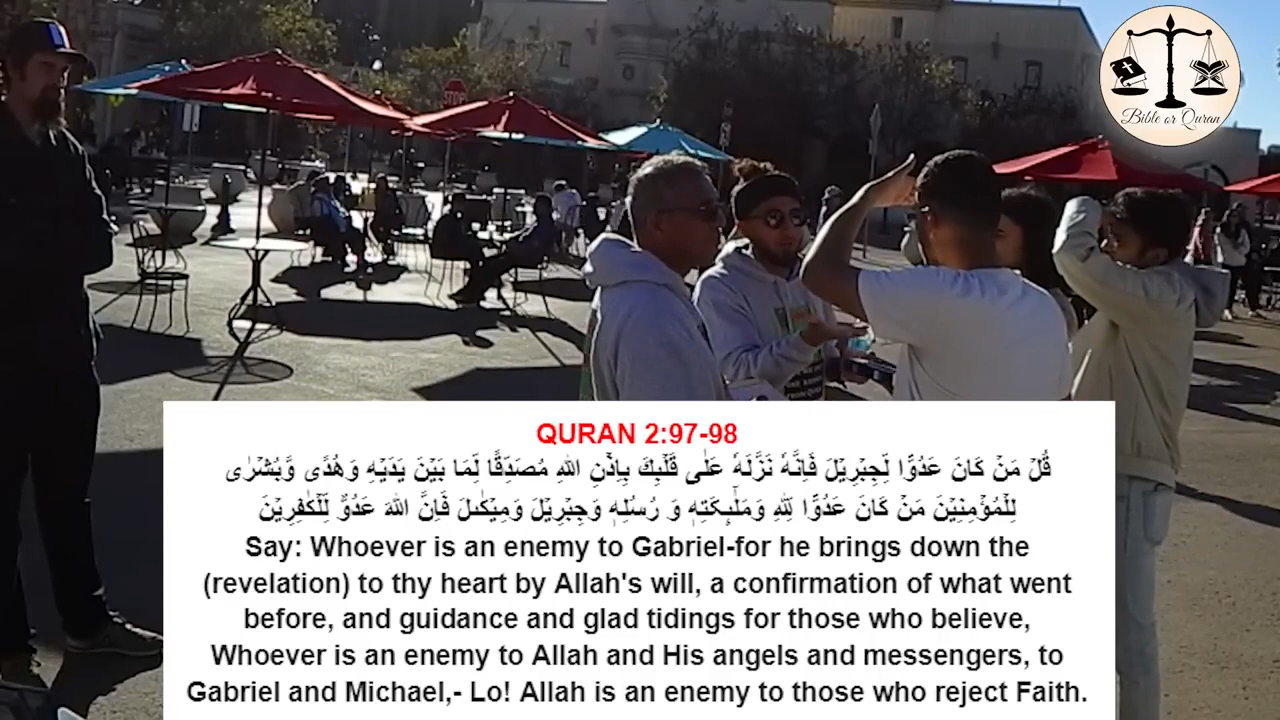 Bible or Quran
STOP
QURAN 2:97-98
قُلْ مَنْ كَانَ عَدُوًّا لِّجِبْرِيْلَ فَاِنَّهٗ نَزَّلَهٗ عَلٰى قَلْبِكَ بِاِذْنِ اللّٰهِ مُصَدِّقًا لِّمَا بَيْنَ يَدَيْهِ وَهُدًى وَّبُشْرٰى
لِلْمُؤْمِنِيْنَ مَنْ كَانَ عَدُوًّا لِّلّٰهِ وَمَلٰٓٮِٕكَتِهٖ وَ رُسُلِهٖ وَجِبْرِيْلَ وَمِيْكٰٮلَ فَاِنَّ اللّٰهَ عَدُوٌّ لِّلْكٰفِرِيْنَ
Say: Whoever is an enemy to Gabriel-for he brings down the
(revelation) to thy heart by Allah's will, a confirmation of what went
before, and guidance and glad tidings for those who believe,
Whoever is an enemy to Allah and His angels and messengers, to
Gabriel and Michael,- Lo! Allah is an enemy to those who reject Faith.